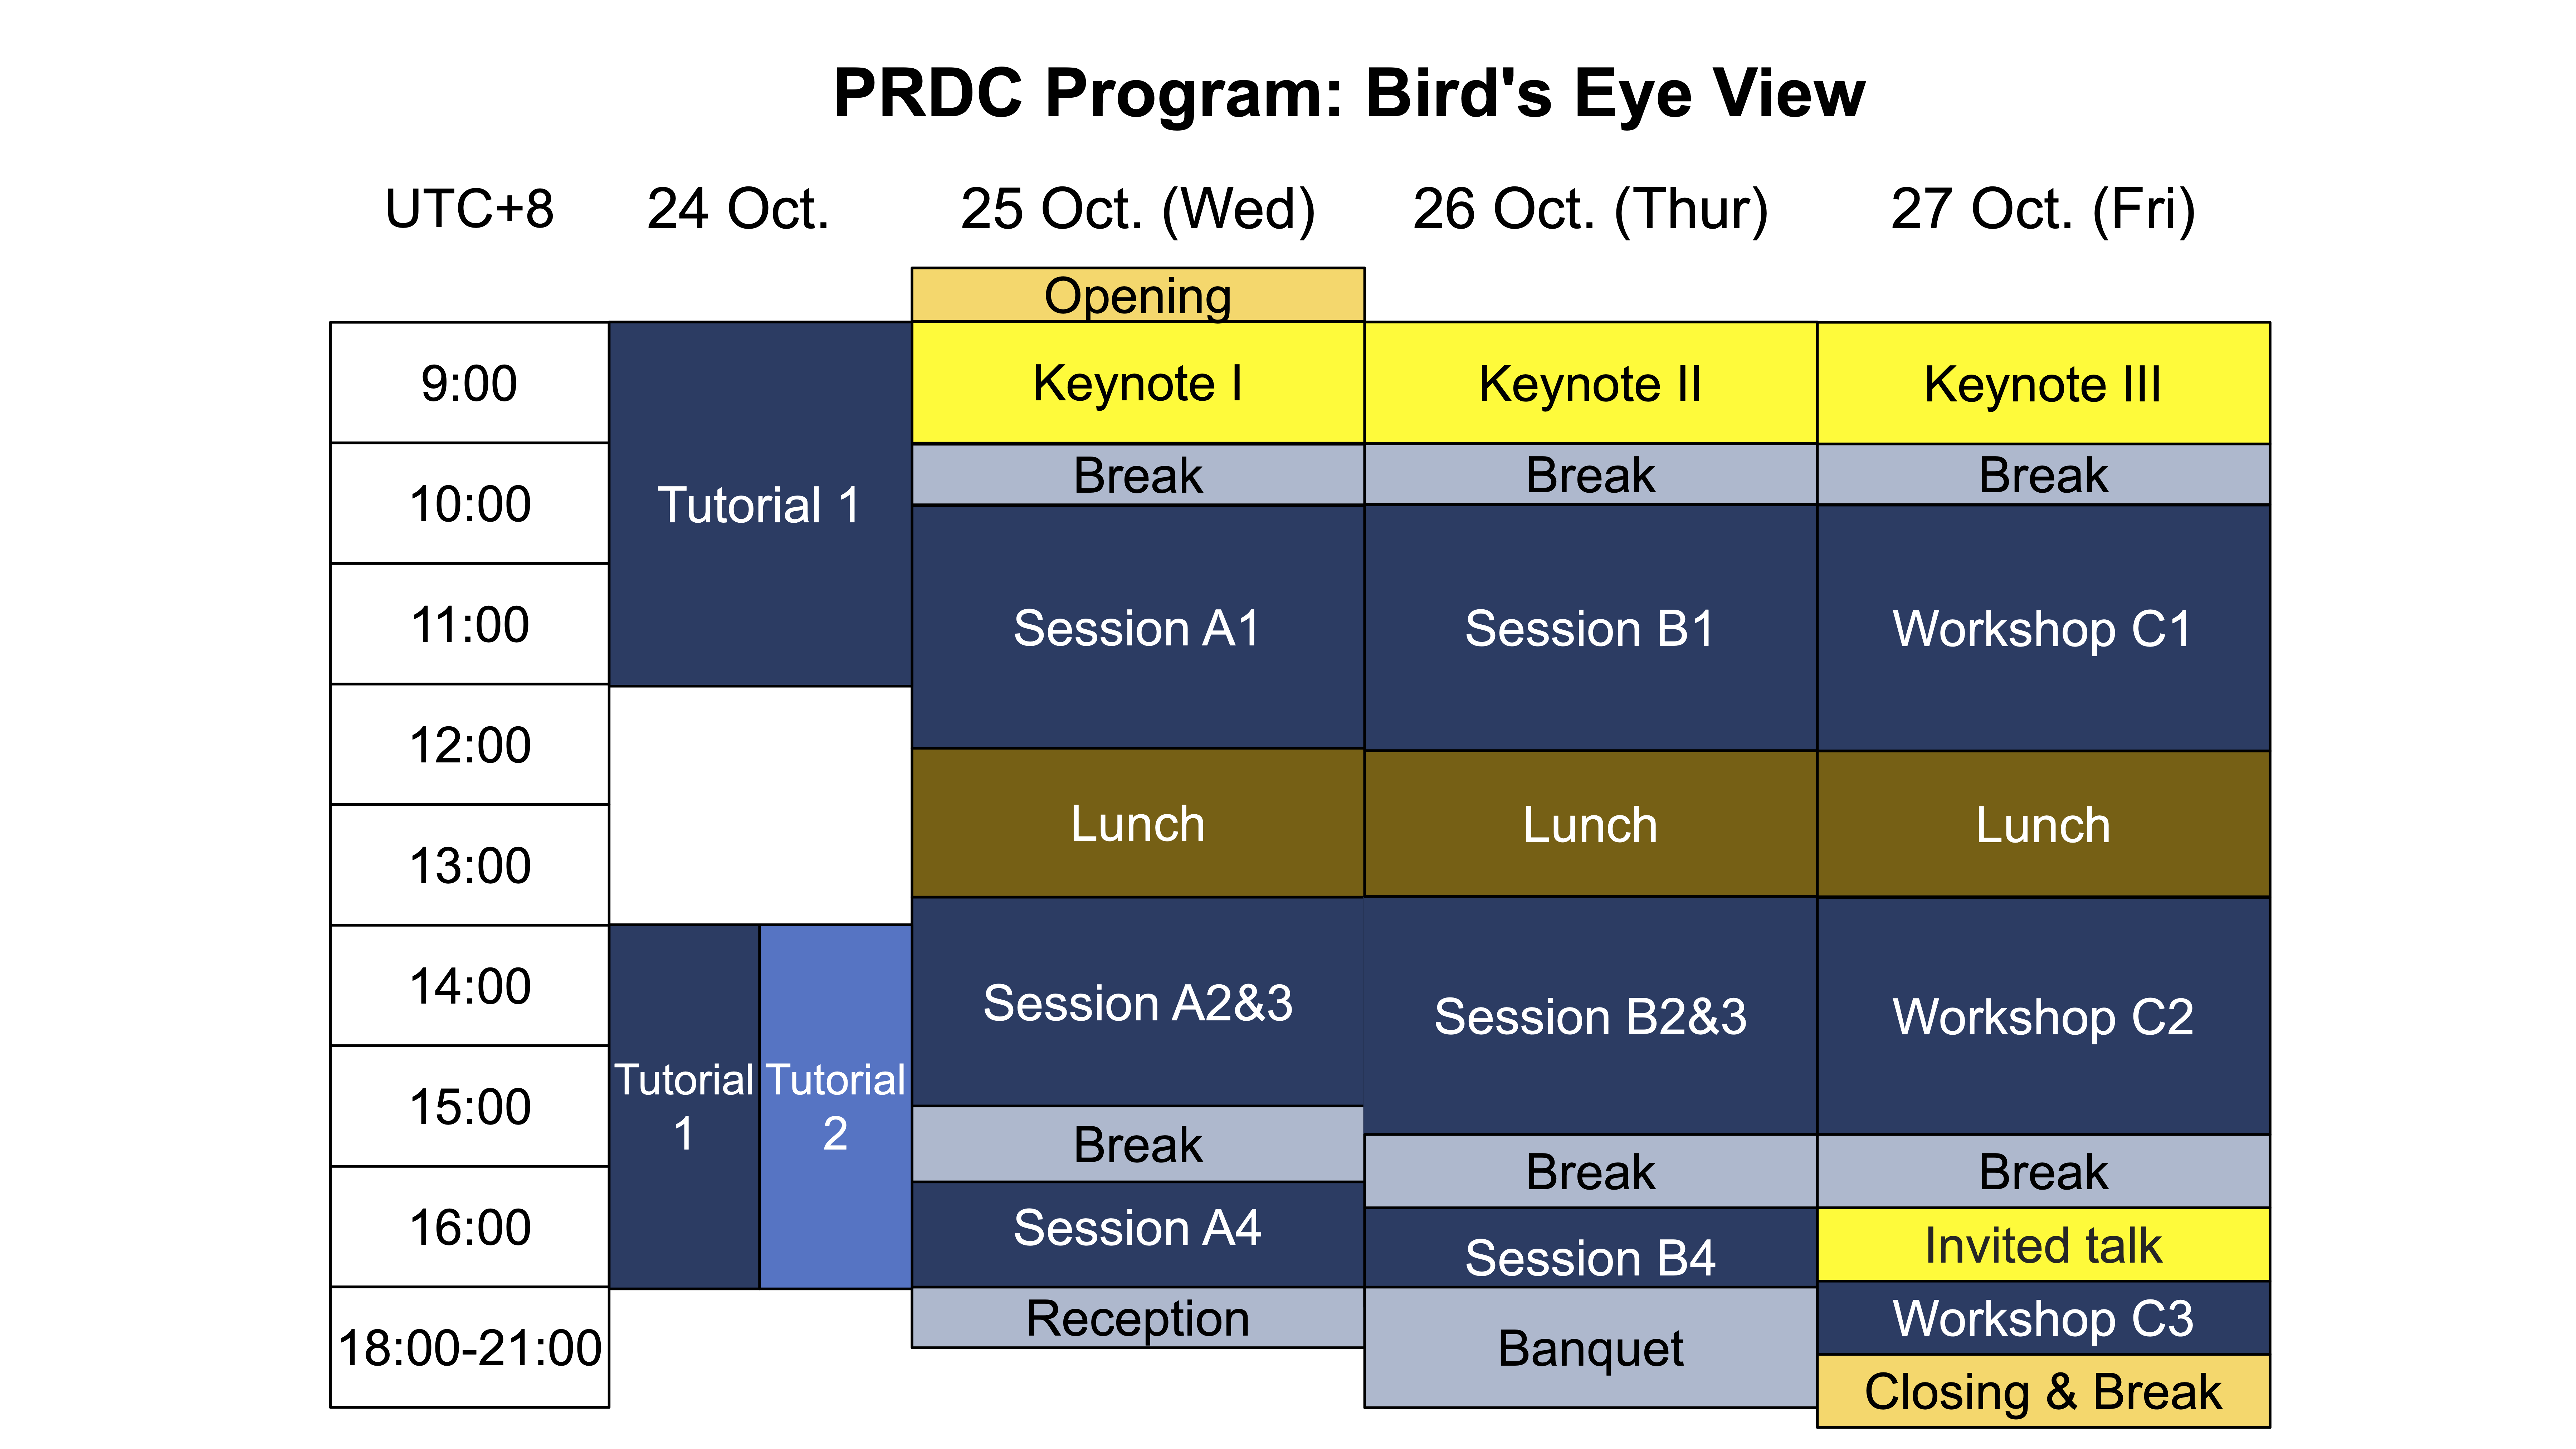 PRDC Program: Bird's Eye View
UTC+8 24 Oct. 25 Oct. (Wed) 26 Oct. (Thur) 27 Oct. (Fri)
Opening
9:00 Keynote I Keynote II Keynote III
Break Break Break
10:00 Tutorial 1
11:00 Session A1 Session B1 Workshop C1
12:00
Lunch Lunch Lunch
13:00
14:00 Session A2&3 Session B2&3 Workshop C2
15:00
Tutorial
1
Tutorial
2
Break Break Break
16:00 Session A4 Session B4 Invited talk
Reception Workshop C3
18:00-21:00 Banquet
Closing & Break